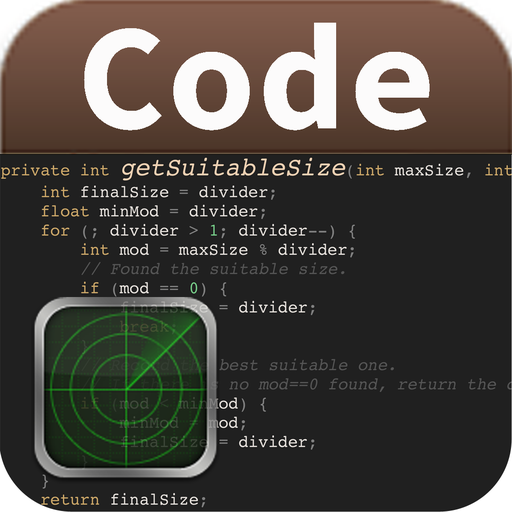 Code
private int getSuitableSize(int maxSize, int
int finalSize = divider;
float minMod = divider;
for (; divider > 1; divider--) {
int mod = maxSize % divider;
// Found the suitable size.
if (mod == 0) {
finalSize = divider;
break;
best suitable one.
no mod==0 found, return the
if (mod < minMod) {
minMod = mod;
finalSize = divider;
}
return finalSize;